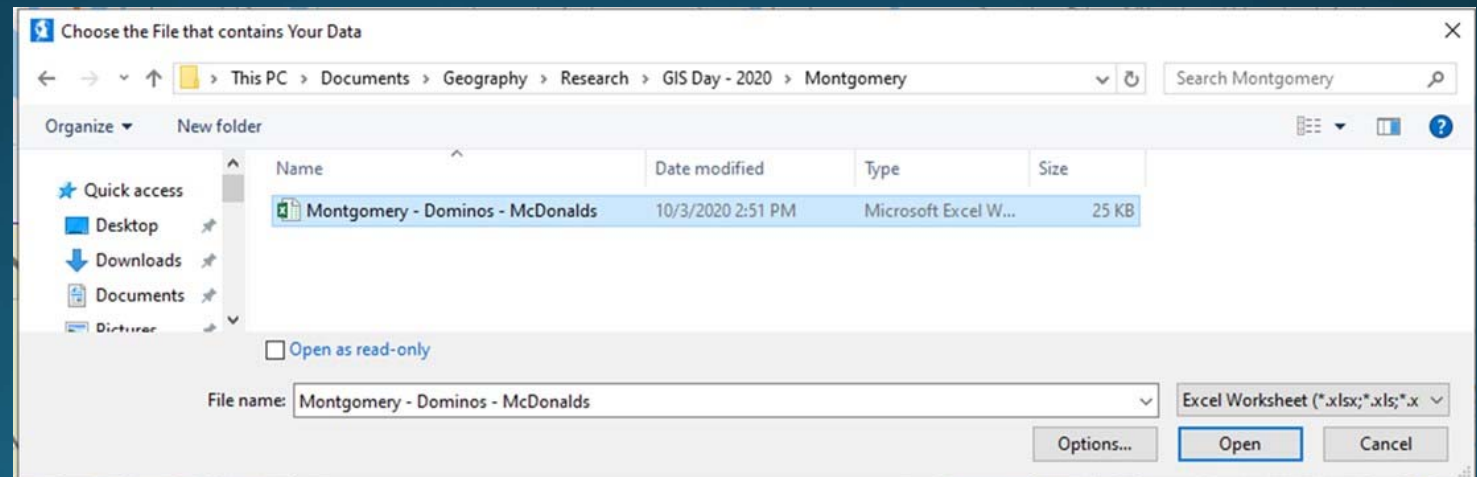 Choose the File that contains Your Data
This PC > Documents > Geography > Research > GIS Day - 2020 > Montgomery
Search Montgomery
Organize New folder
Name Date modified Type Size
Quick access
Montgomery - Dominos - McDonalds 10/3/2020 2:51 PM Microsoft Excel W... 25 KB
Desktop
Downloads
Documents
Pictures
Open as read-only
File name: Montgomery - Dominos - McDonalds Excel Worksheet (*.xlsx;*.xls;*.x
Options... Open Cancel